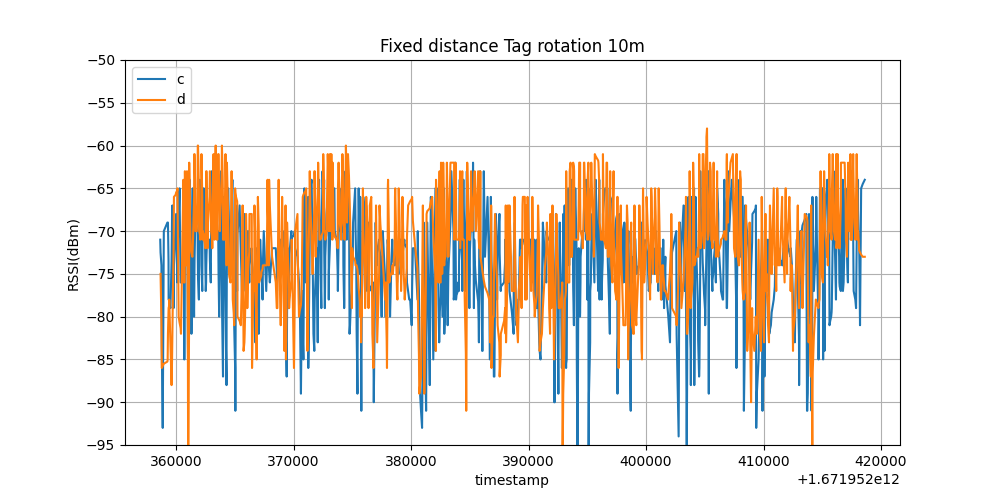 Fixed distance Tag rotation 10m
c
d
RSSI(dBm)
−50
−55
−60
−65
−70
−75
−80
−85
−90
−95
360000 370000 380000 390000 400000 410000 420000
timestamp
+1.671952e12